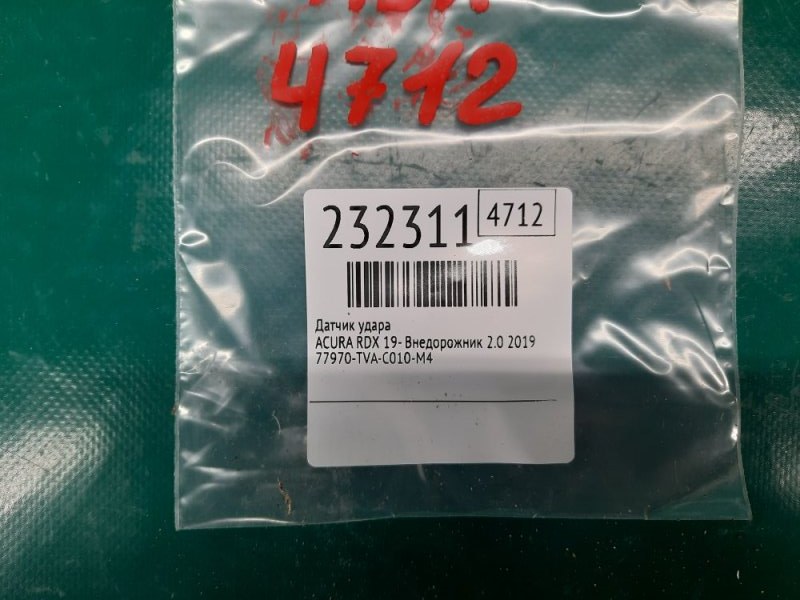 4712
232311
4712
Датчик удара
ACURA RDX 19- Внедорожник 2.0 2019
77970-TVA-C010-M4